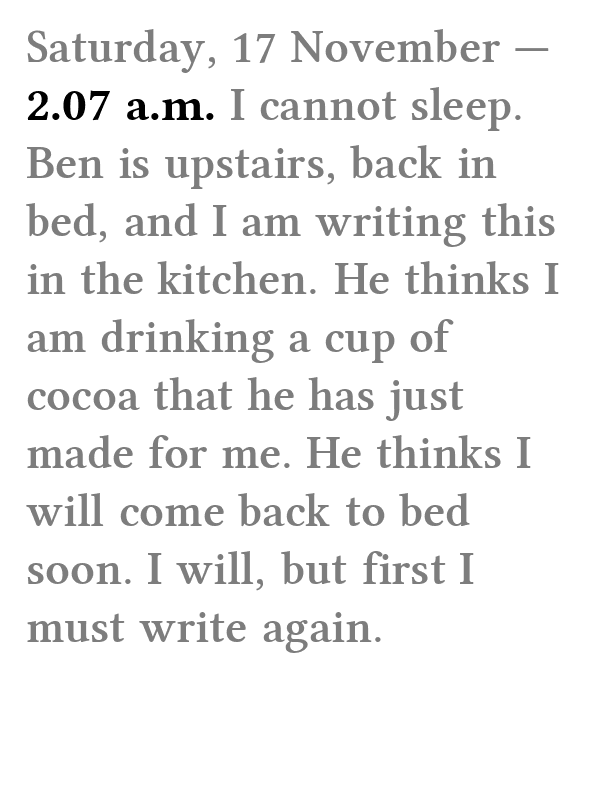 Saturday, 17 November —
2.07 a.m. I cannot sleep.
Ben is upstairs, back in
bed, and I am writing this
in the kitchen. He thinks I
am drinking a cup of
cocoa that he has just
made for me. He thinks I
will come back to bed
soon. I will, but first I
must write again.